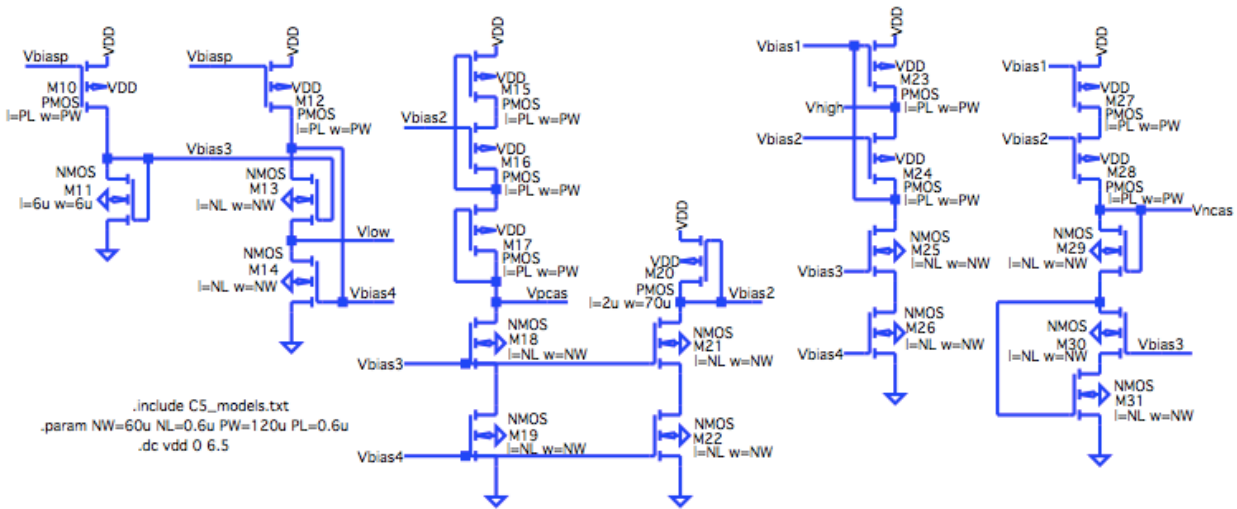 VDD
Vbiasp
M10
VDD
PMOS
l=PL w=PW
NMOS
M11
l=6u w=6u
VDD
Vbiasp
VDD
M12
PMOS
l=PL w=PW
Vbias3
NMOS
M13
l=NL w=NW
Vlow
NMOS
M14
l=NL w=NW
Vbias4
VDD
VDD
M15
PMOS
l=PL w=PW
Vbias2
VDD
M16
PMOS
l=PL w=PW
VDD
M17
PMOS
l=PL w=PW
Vpcas
NMOS
M18
l=NL w=NW
Vbias3
NMOS
M19
l=NL w=NW
Vbias4
VDD
VDD
M20
PMOS
l=2u w=70u
Vbias2
NMOS
M21
l=NL w=NW
NMOS
M22
l=NL w=NW
VDD
Vbias1
VDD
M23
PMOS
l=PL w=PW
Vhigh
Vbias2
VDD
M24
PMOS
l=PL w=PW
NMOS
M25
l=NL w=NW
Vbias3
NMOS
M26
l=NL w=NW
Vbias4
VDD
Vbias1
VDD
M27
PMOS
l=PL w=PW
Vbias2
VDD
M28
PMOS
l=PL w=PW
Vncas
NMOS
M29
l=NL w=NW
NMOS
M30
l=NL w=NW
Vbias3
NMOS
M31
l=NL w=NW
.include C5_models.txt
.param NW=60u NL=0.6u PW=120u PL=0.6u
.dc vdd 0 6.5